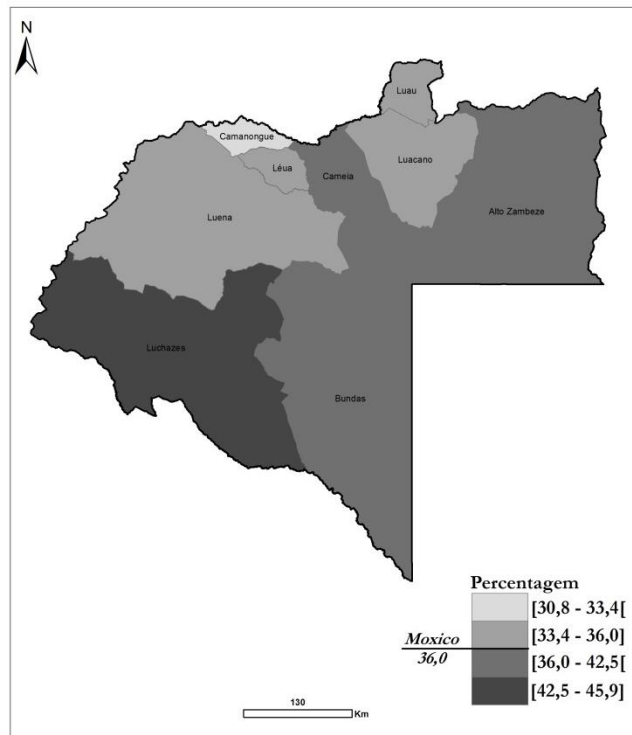 N
Luau
Camanongue
Luacano
Léua
Cameia
Alto Zambeze
Luena
Luchazes
Bundas
Percentagem
[30,8 - 33,4[
[33,4 - 36,0[
Moxico
36,0
[36,0 - 42,5[
[42,5 - 45,9]
130
Km